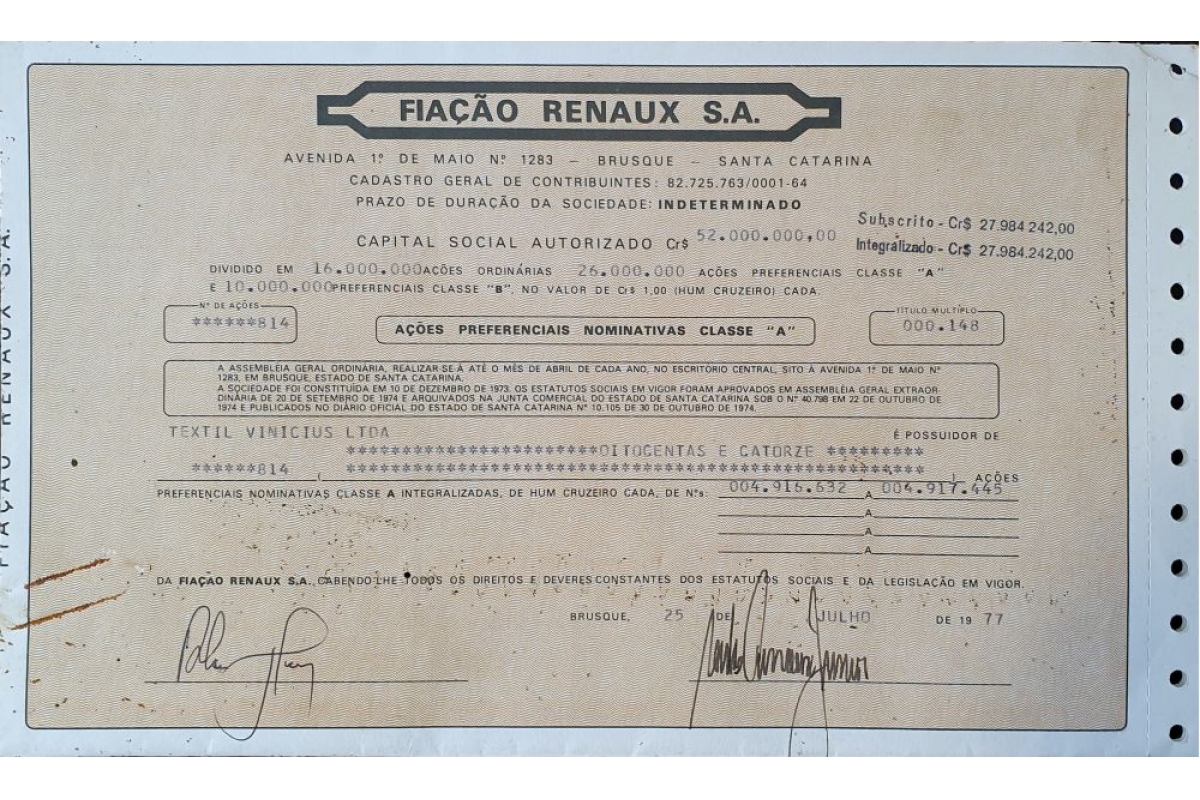 FIAÇÃO RENAUX S.A.
AVENIDA 1º DE MAIO Nº 1283 – BRUSQUE – SANTA CATARINA
CADASTRO GERAL DE CONTRIBUINTES: 82.725.763/0001-64
PRAZO DE DURAÇÃO DA SOCIEDADE: INDETERMINADO
Subscrito - Cr$ 27.984 242,00
CAPITAL SOCIAL AUTORIZADO Cr$ 52.000.000,00
Integralizado - Cr$ 27.984.242,00
DIVIDIDO EM 16.000.000 AÇÕES ORDINÁRIAS 26.000.000 AÇÕES PREFERENCIAIS CLASSE "A"
E 10.000.000 PREFERENCIAIS CLASSE "B", NO VALOR DE Cr$ 1,00 (HUM CRUZEIRO) CADA.
Nº DE AÇÕES
******814
AÇÕES PREFERENCIAIS NOMINATIVAS CLASSE "A"
TÍTULO MÚLTIPLO
000.148
A ASSEMBLÉIA GERAL ORDINÁRIA, REALIZAR-SE-Á ATÉ O MÊS DE ABRIL DE CADA ANO, NO ESCRITÓRIO CENTRAL, SITO À AVENIDA 1º DE MAIO Nº
1283, EM BRUSQUE, ESTADO DE SANTA CATARINA.
A SOCIEDADE FOI CONSTITUÍDA EM 10 DE DEZEMBRO DE 1973. OS ESTATUTOS SOCIAIS EM VIGOR FORAM APROVADOS EM ASSEMBLÉIA GERAL EXTRAOR
DINÁRIA DE 20 DE SETEMBRO DE 1974 E ARQUIVADOS NA JUNTA COMERCIAL DO ESTADO DE SANTA CATARINA SOB O Nº 40.798 EM 22 DE OUTUBRO DE
1974 E PUBLICADOS NO DIÁRIO OFICIAL DO ESTADO DE SANTA CATARINA Nº 10.105 DE 30 DE OUTUBRO DE 1974.
TEXTIL VINICIUS LTDA É POSSUIDOR DE
***********************OITOCENTAS E CATORZE *********
******814 ( ***************************************************** ) AÇÕES
PREFERENCIAIS NOMINATIVAS CLASSE A INTEGRALIZADAS, DE HUM CRUZEIRO CADA, DE Nºs: 004.916.632 A 004.917.445
A
A
A
DA FIAÇÃO RENAUX S.A., CABENDO-LHE TODOS OS DIREITOS E DEVERES CONSTANTES DOS ESTATUTOS SOCIAIS E DA LEGISLAÇÃO EM VIGOR.
BRUSQUE, 25 DE JULHO DE 19 77
FIAÇÃO RENAUX S.A.